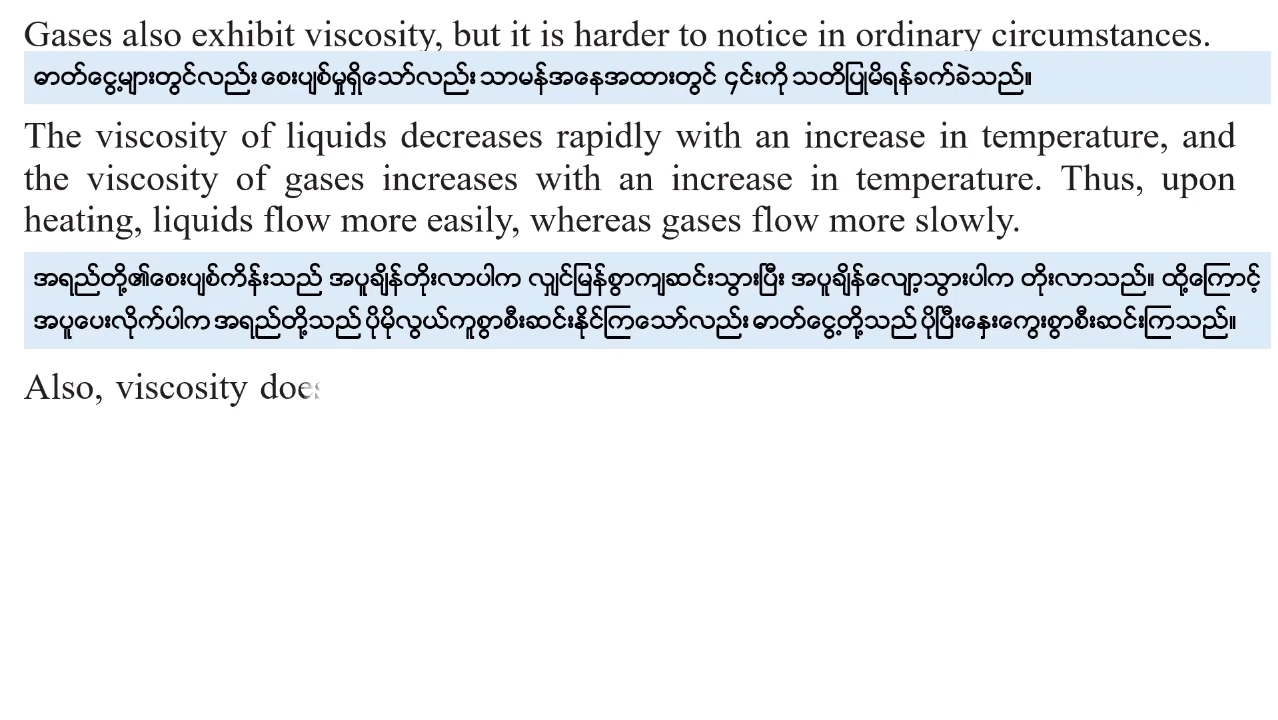 Gases also exhibit viscosity, but it is harder to notice in ordinary circumstances.
ဓာတ်ငွေ့များတွင်လည်း စေးပျစ်မှုရှိသော်လည်း သာမန်အနေအထားတွင် ၎င်းကို သတိပြုမိရန်ခက်ခဲသည်။
The viscosity of liquids decreases rapidly with an increase in temperature, and
the viscosity of gases increases with an increase in temperature. Thus, upon
heating, liquids flow more easily, whereas gases flow more slowly.
အရည်တို့၏စေးပျစ်ကိန်းသည် အပူချိန်တိုးလာပါက လျှင်မြန်စွာကျဆင်းသွားပြီး အပူချိန်လျော့သွားပါက တိုးလာသည်။ ထို့ကြောင့်
အပူပေးလိုက်ပါက အရည်တို့သည် ပိုမိုလွယ်ကူစွာစီးဆင်းနိုင်ကြသော်လည်း ဓာတ်ငွေ့တို့သည် ပိုပြီးနှေးကွေးစွာစီးဆင်းကြသည်။
Also, viscosity does